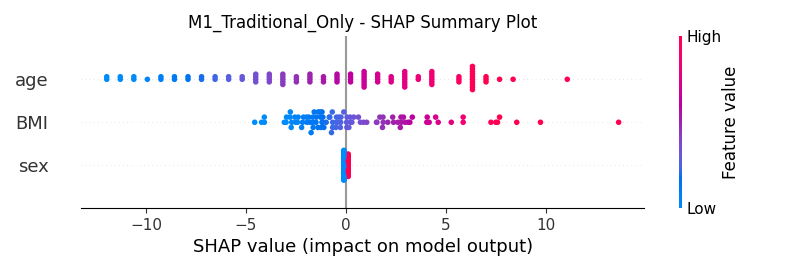 M1_Traditional_Only - SHAP Summary Plot
High
age
BMI
sex
Feature value
Low
−10
−5
0
5
10
SHAP value (impact on model output)